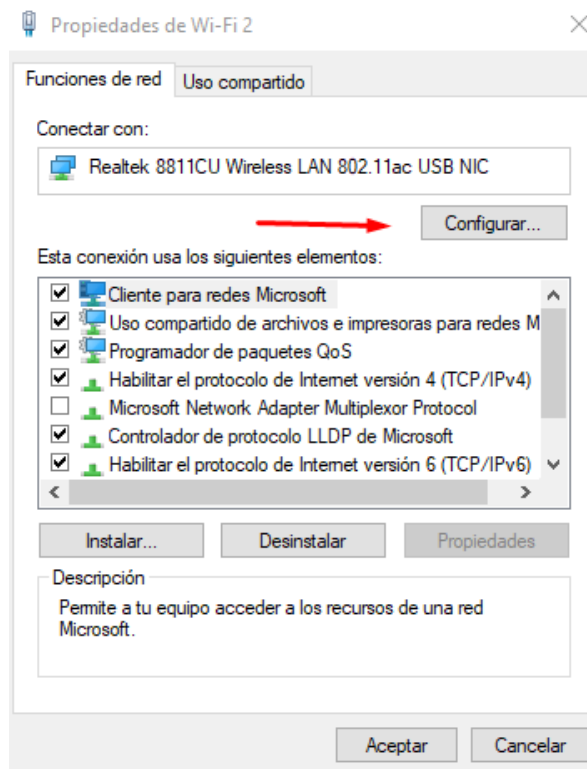 Propiedades de Wi-Fi 2
Funciones de red
Uso compartido
Conectar con:
Realtek 8811CU Wireless LAN 802.11ac USB NIC
Configurar...
Esta conexión usa los siguientes elementos:
Cliente para redes Microsoft
Uso compartido de archivos e impresoras para redes M
Programador de paquetes QoS
Habilitar el protocolo de Internet versión 4 (TCP/IPv4)
Microsoft Network Adapter Multiplexor Protocol
Controlador de protocolo LLDP de Microsoft
Habilitar el protocolo de Internet versión 6 (TCP/IPv6)
Instalar...
Desinstalar
Propiedades
Descripción
Permite a tu equipo acceder a los recursos de una red
Microsoft.
Aceptar
Cancelar